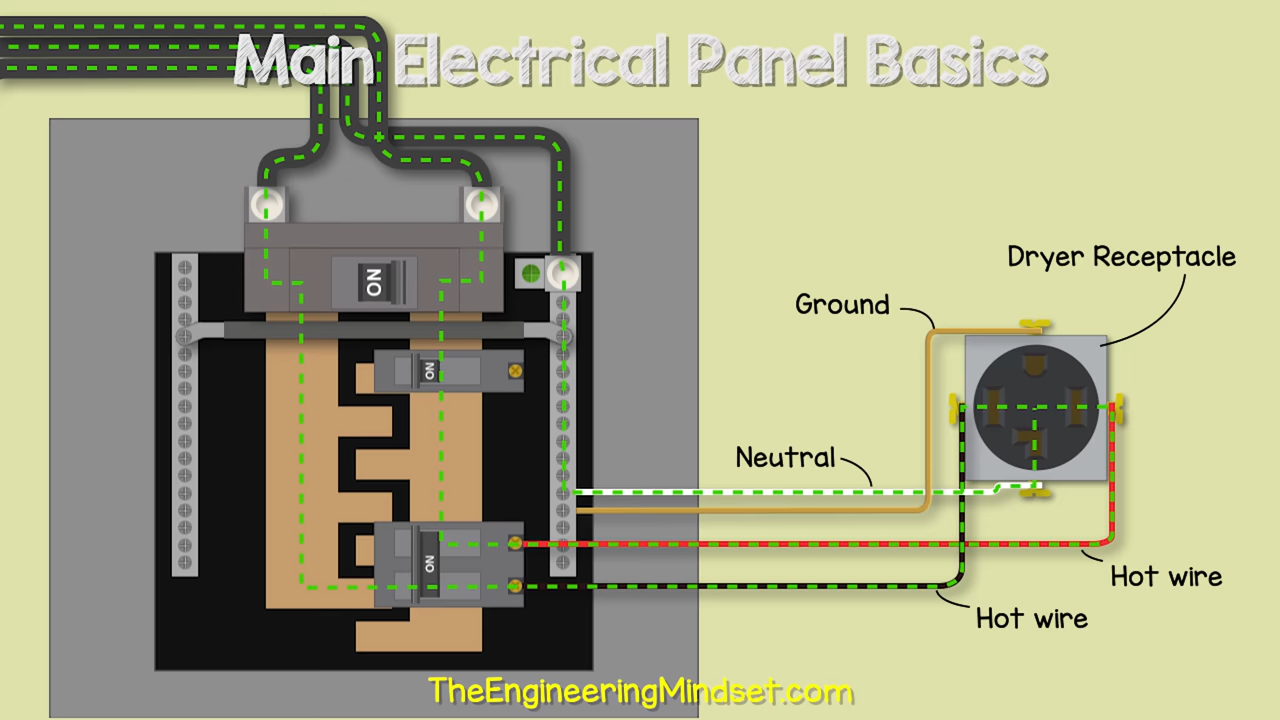 Main Electrical Panel Basics
Dryer Receptacle
Ground
ON
ON
Neutral
ON
Hot wire
Hot wire
TheEngineeringMindset.com